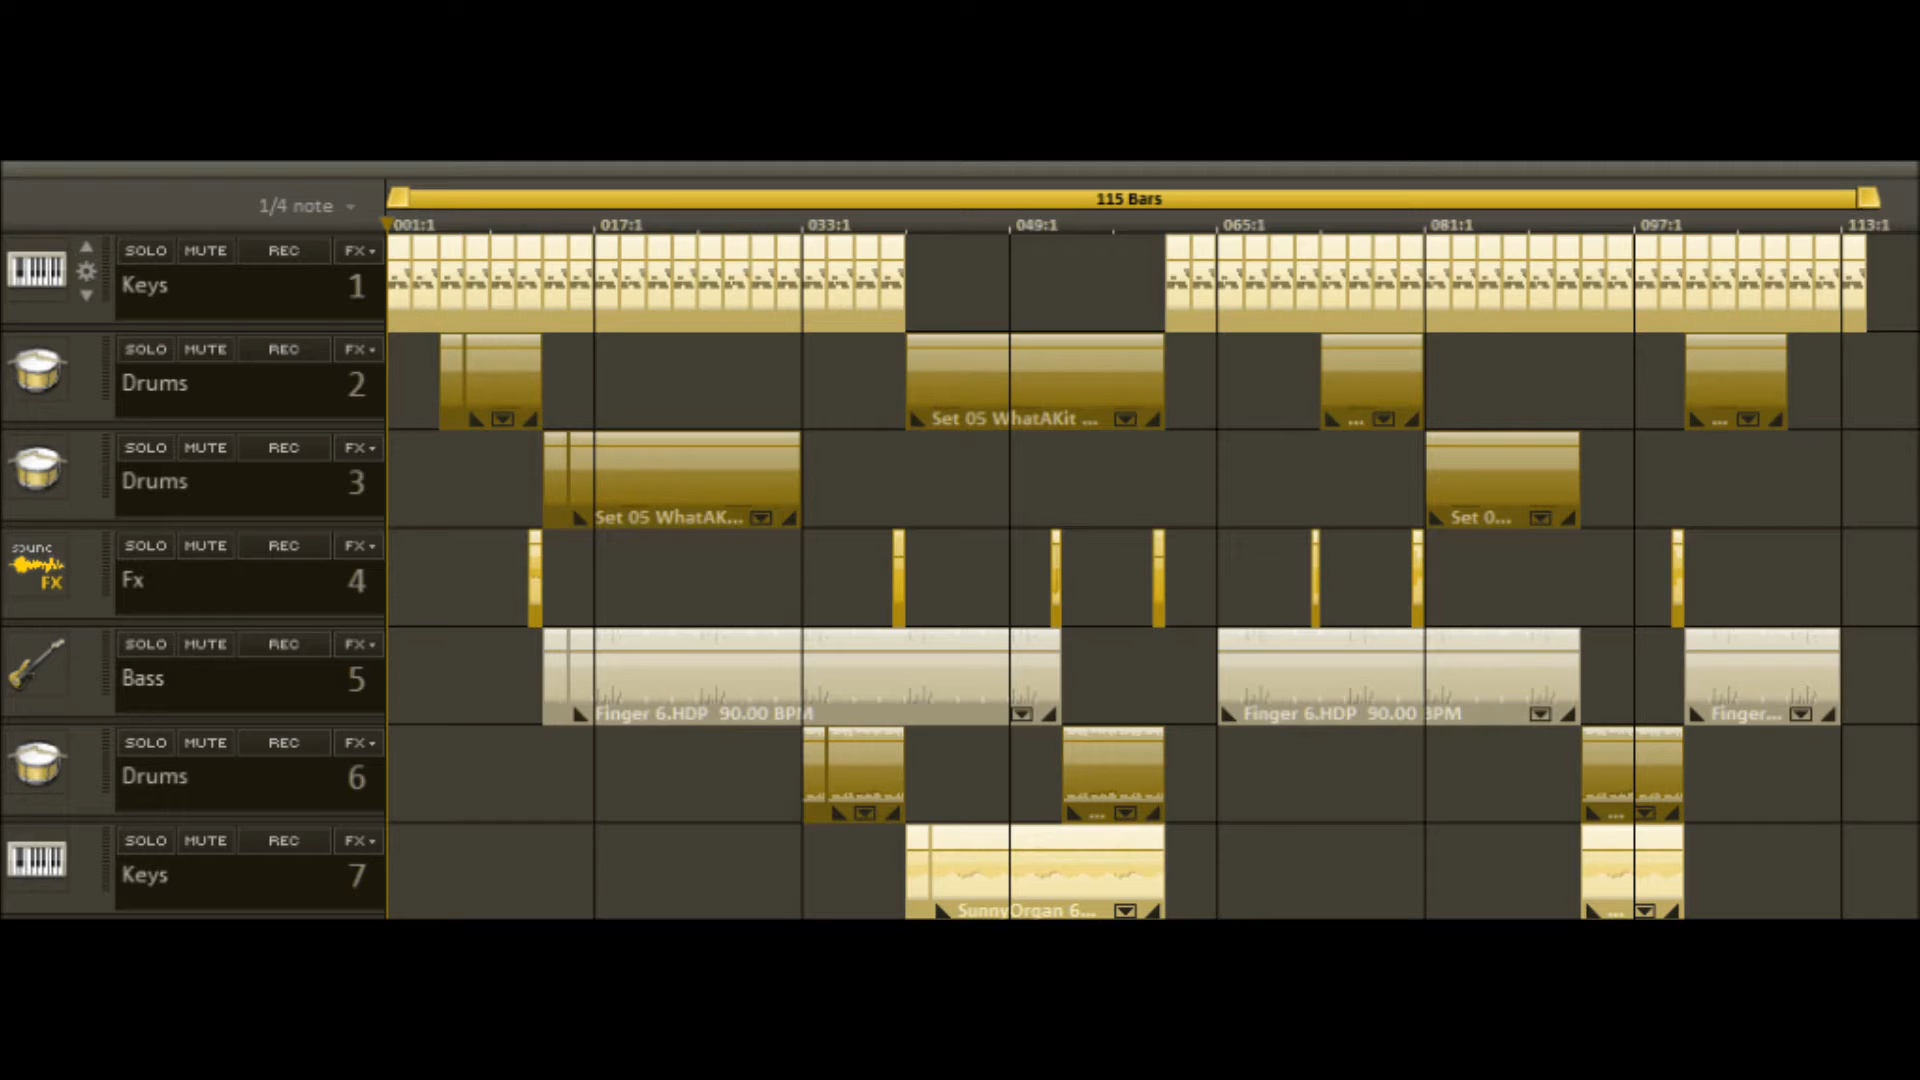 115 Bars
1/4 note
001:1 017:1 033:1 049:1 065:1 081:1 097:1 113:1
SOLO MUTE REC FX
Keys 1
SOLO MUTE REC FX
Drums 2
Set 05 WhatAKit ... ... ...
SOLO MUTE REC FX
Drums 3
Set 05 WhatAK... Set 0...
sound FX
SOLO MUTE REC FX
Fx 4
SOLO MUTE REC FX
Bass 5
Finger 6.HDP 90.00 BPM Finger 6.HDP 90.00 BPM Finger...
SOLO MUTE REC FX
Drums 6
... ...
SOLO MUTE REC FX
Keys 7
SunnyOrgan 6... ...